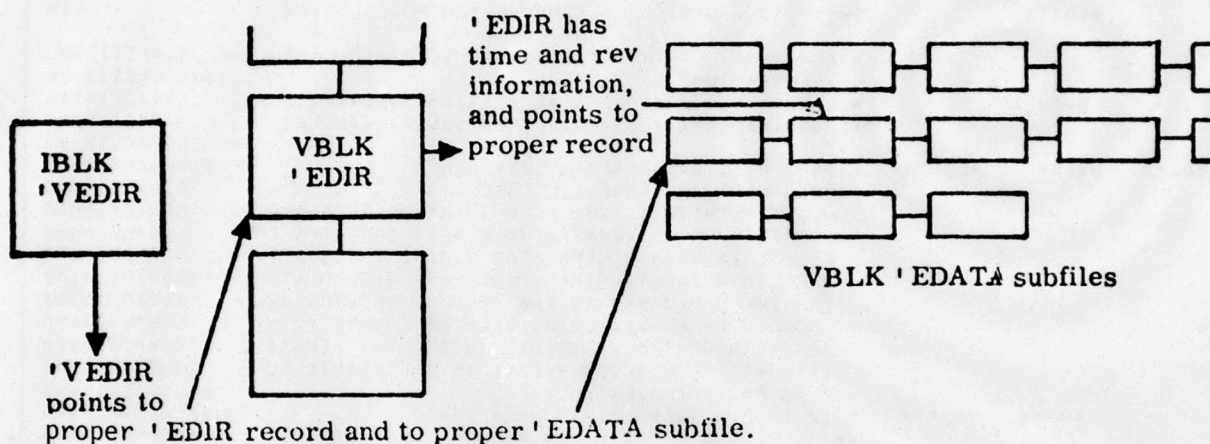 IBLK
'VEDIR
VBLK
'EDIR
'EDIR has
time and rev
information,
and points to
proper record
VBLK 'EDATA subfiles
'VEDIR
points to
proper 'EDIR record and to proper 'EDATA subfile.